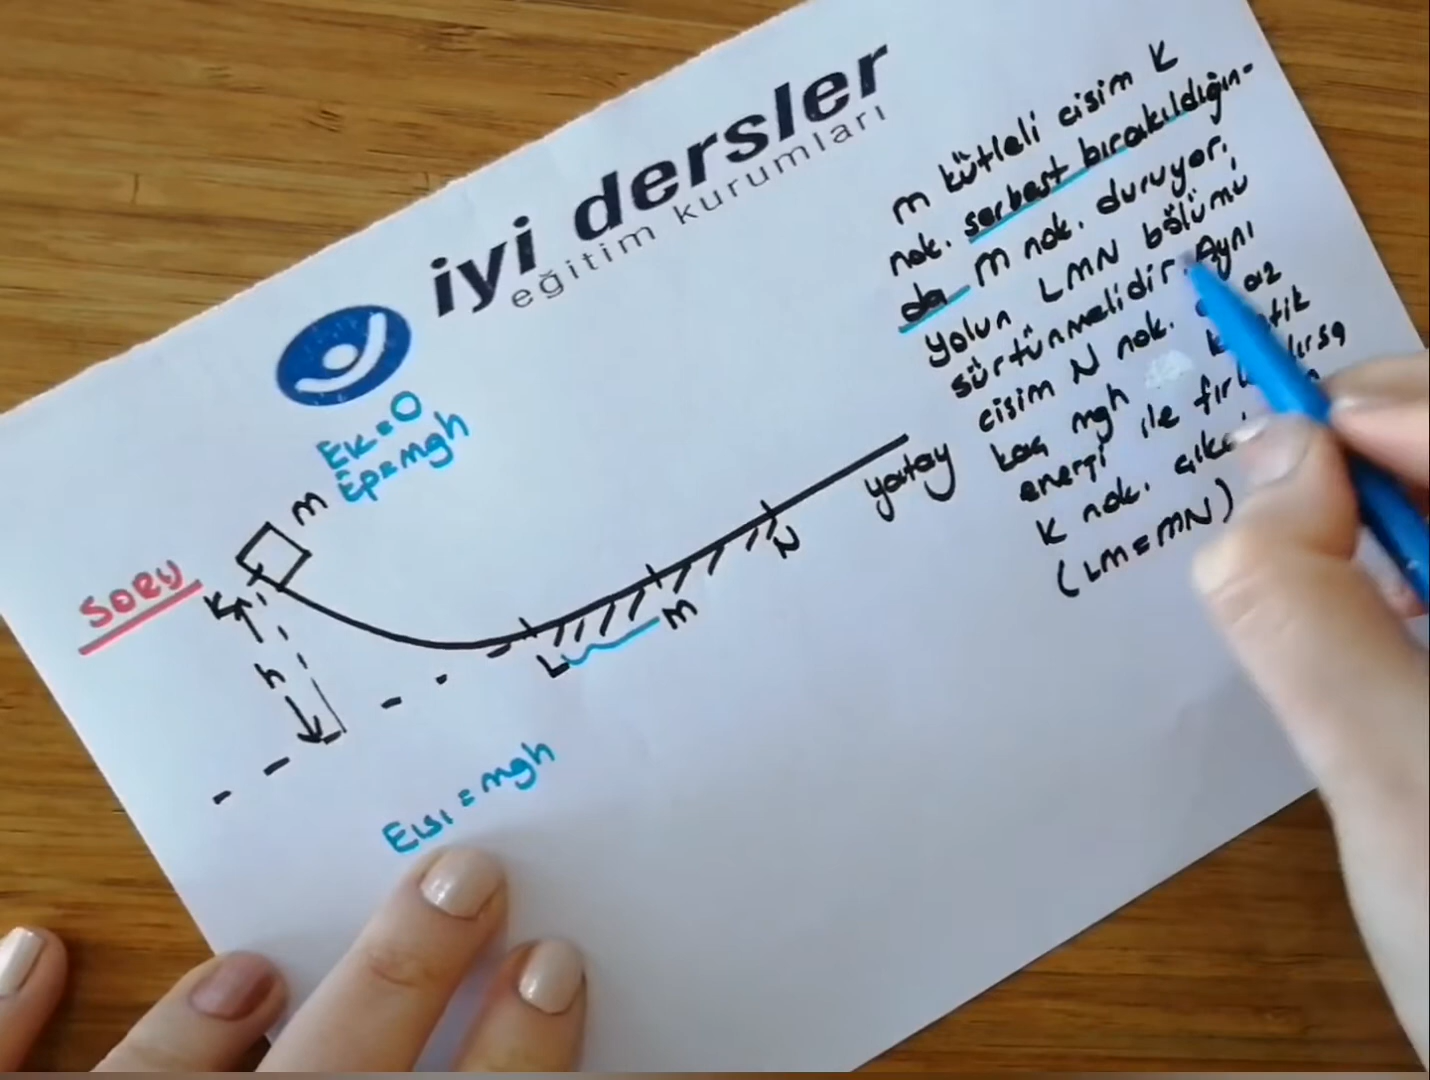 iyi dersler
eğitim kurumları
m kütleli cisim K
nok. serbest bırakıldığın-
da m nok. duruyor.
yolun LMN bölümü
sürtünmelidir. Aynı
cisim N nok. az
kaç mgh
enerji ile
K nok.
(LM=MN)
SORU
Ek=0
Ep=mgh
m
K
h
L
M
N
yatay
Eısı=mgh